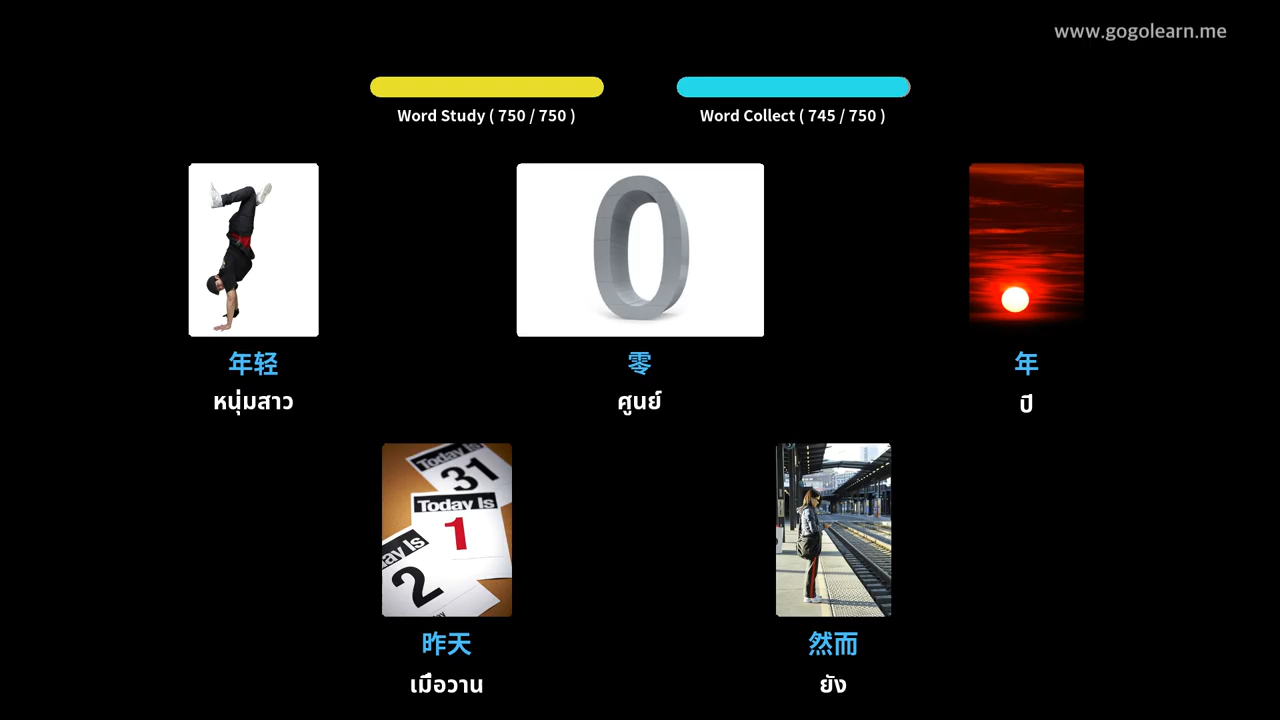 www.gogolearn.me
Word Study ( 750 / 750 )
Word Collect ( 745 / 750 )
年轻
หนุ่มสาว
零
ศูนย์
年
ปี
Today Is
31
Today Is
1
ay Is
2
昨天
เมื่อวาน
然而
ยัง